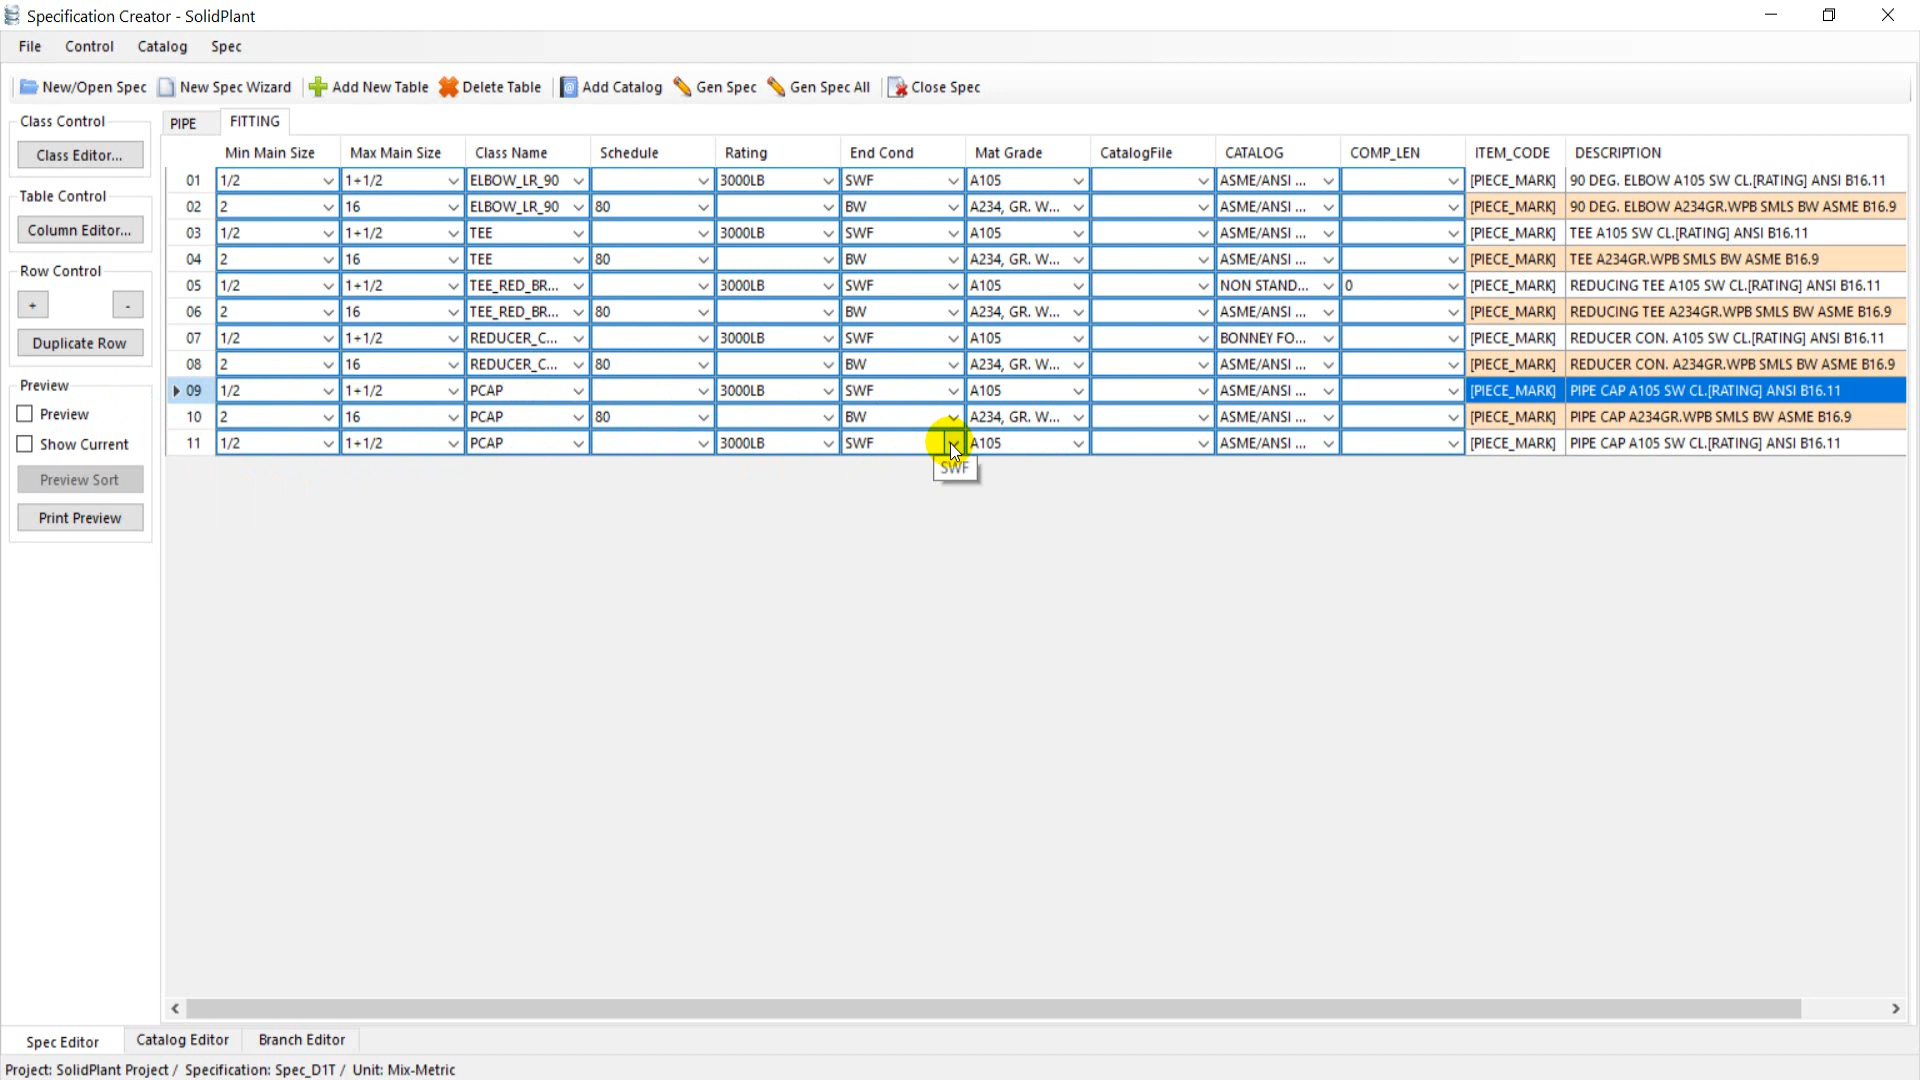 Specification Creator - SolidPlant
File Control Catalog Spec
New/Open Spec New Spec Wizard Add New Table Delete Table Add Catalog Gen Spec Gen Spec All Close Spec
Class Control
Class Editor...
Table Control
Column Editor...
Row Control
+ -
Duplicate Row
Preview
Preview
Show Current
Preview Sort
Print Preview
PIPE FITTING
Min Main Size Max Main Size Class Name Schedule Rating End Cond Mat Grade CatalogFile CATALOG COMP_LEN ITEM_CODE DESCRIPTION
01 1/2 1+1/2 ELBOW_LR_90 3000LB SWF A105 ASME/ANSI ... [PIECE_MARK] 90 DEG. ELBOW A105 SW CL.[RATING] ANSI B16.11
02 2 16 ELBOW_LR_90 80 BW A234, GR. W... ASME/ANSI ... [PIECE_MARK] 90 DEG. ELBOW A234GR.WPB SMLS BW ASME B16.9
03 1/2 1+1/2 TEE 3000LB SWF A105 ASME/ANSI ... [PIECE_MARK] TEE A105 SW CL.[RATING] ANSI B16.11
04 2 16 TEE 80 BW A234, GR. W... ASME/ANSI ... [PIECE_MARK] TEE A234GR.WPB SMLS BW ASME B16.9
05 1/2 1+1/2 TEE_RED_BR... 3000LB SWF A105 NON STAND... 0 [PIECE_MARK] REDUCING TEE A105 SW CL.[RATING] ANSI B16.11
06 2 16 TEE_RED_BR... 80 BW A234, GR. W... ASME/ANSI ... [PIECE_MARK] REDUCING TEE A234GR.WPB SMLS BW ASME B16.9
07 1/2 1+1/2 REDUCER_C... 3000LB SWF A105 BONNEY FO... [PIECE_MARK] REDUCER CON. A105 SW CL.[RATING] ANSI B16.11
08 2 16 REDUCER_C... 80 BW A234, GR. W... ASME/ANSI ... [PIECE_MARK] REDUCER CON. A234GR.WPB SMLS BW ASME B16.9
09 1/2 1+1/2 PCAP 3000LB SWF A105 ASME/ANSI ... [PIECE_MARK] PIPE CAP A105 SW CL.[RATING] ANSI B16.11
10 2 16 PCAP 80 BW A234, GR. W... ASME/ANSI ... [PIECE_MARK] PIPE CAP A234GR.WPB SMLS BW ASME B16.9
11 1/2 1+1/2 PCAP 3000LB SWF A105 ASME/ANSI ... [PIECE_MARK] PIPE CAP A105 SW CL.[RATING] ANSI B16.11
SWF
Spec Editor Catalog Editor Branch Editor
Project: SolidPlant Project / Specification: Spec_D1T / Unit: Mix-Metric